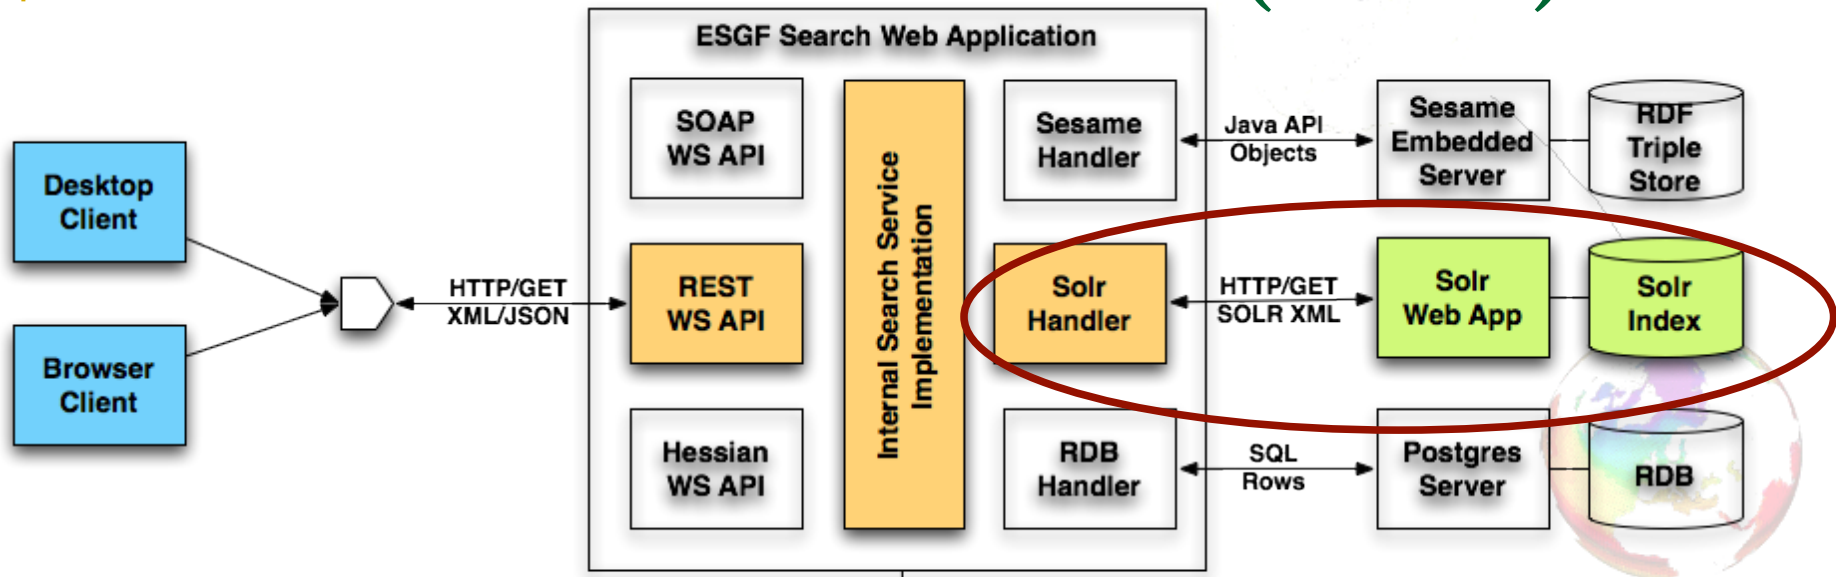 ESGF Search Web Application
Desktop
Client
Browser
Client
HTTP/GET
XML/JSON
SOAP
WS API
REST
WS API
Hessian
WS API
Internal Search Service
Implementation
Sesame
Handler
Solr
Handler
RDB
Handler
Java API
Objects
HTTP/GET
SOLR XML
SQL
Rows
Sesame
Embedded
Server
Solr
Web App
Postgres
Server
RDF
Triple
Store
Solr
Index
RDB